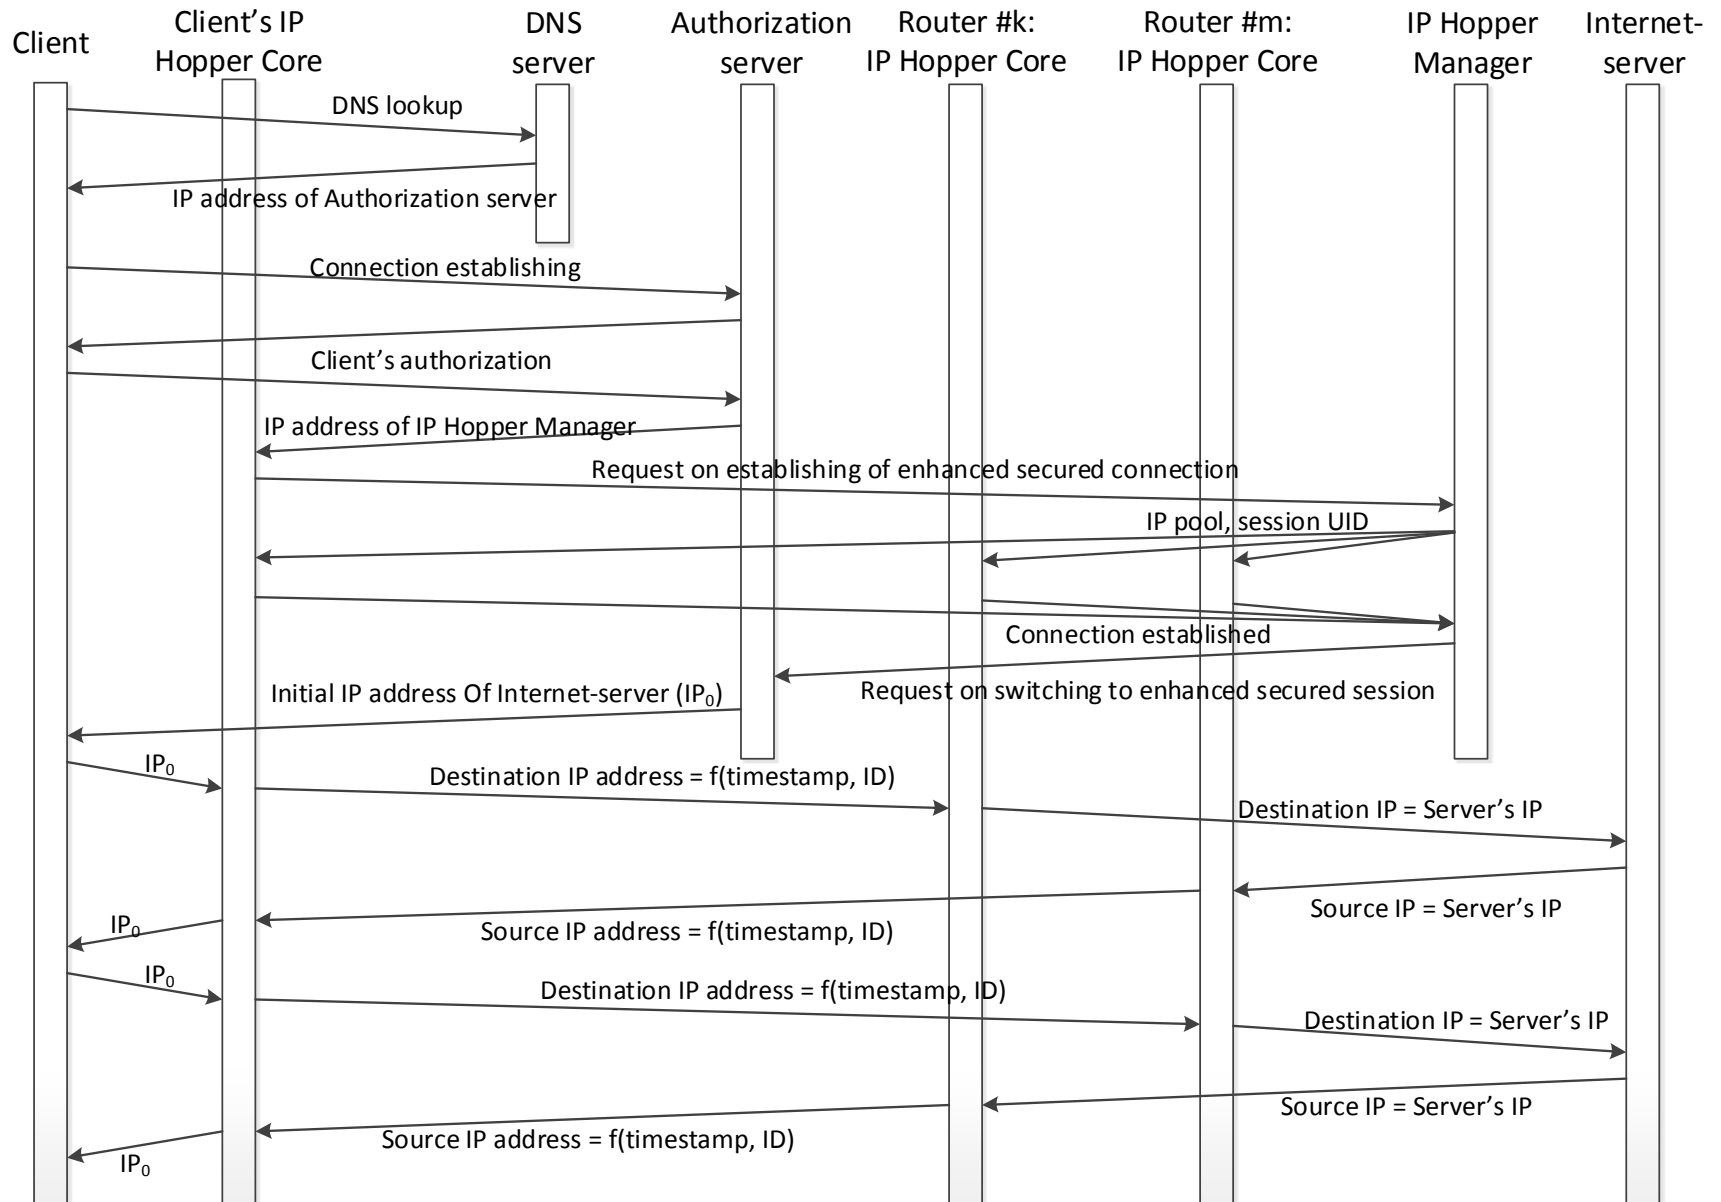 Client
Client's IP
Hopper Core
DNS
server
Authorization
server
Router #k:
IP Hopper Core
Router #m:
IP Hopper Core
IP Hopper
Manager
Internet-
server
DNS lookup
IP address of Authorization server
Connection establishing
Client's authorization
IP address of IP Hopper Manager
Request on establishing of enhanced secured connection
IP pool, session UID
Connection established
Request on switching to enhanced secured session
Initial IP address Of Internet-server (IP₀)
IP₀
Destination IP address = f(timestamp, ID)
Destination IP = Server's IP
Source IP = Server's IP
Source IP address = f(timestamp, ID)
IP₀
IP₀
Destination IP address = f(timestamp, ID)
Destination IP = Server's IP
Source IP = Server's IP
Source IP address = f(timestamp, ID)
IP₀